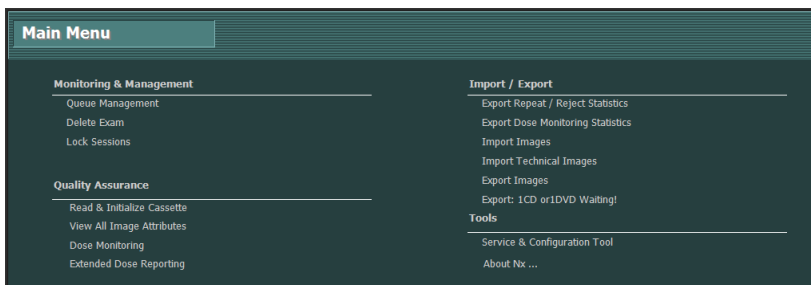 Main Menu
Monitoring & Management
Queue Management
Delete Exam
Lock Sessions
Quality Assurance
Read & Initialize Cassette
View All Image Attributes
Dose Monitoring
Extended Dose Reporting
Import / Export
Export Repeat / Reject Statistics
Export Dose Monitoring Statistics
Import Images
Import Technical Images
Export Images
Export: 1CD or1DVD Waiting!
Tools
Service & Configuration Tool
About Nx ...